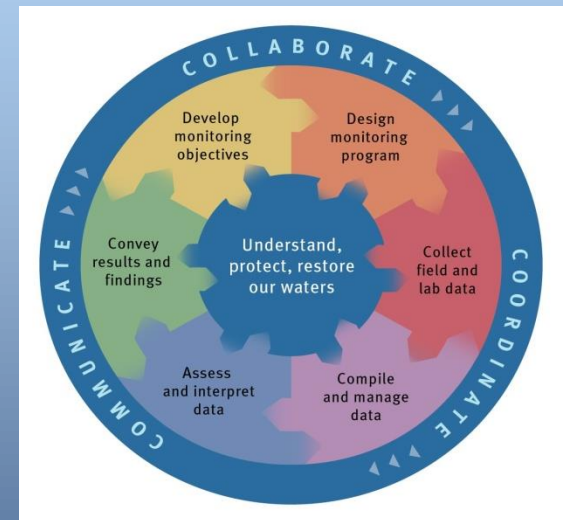 COLLABORATE
Develop
monitoring
objectives
Design
monitoring
program
Convey
results and
findings
Understand,
protect, restore
our waters
Collect
field and
lab data
Assess
and interpret
data
Compile
and manage
data
COORDINATE
COMMUNICATE